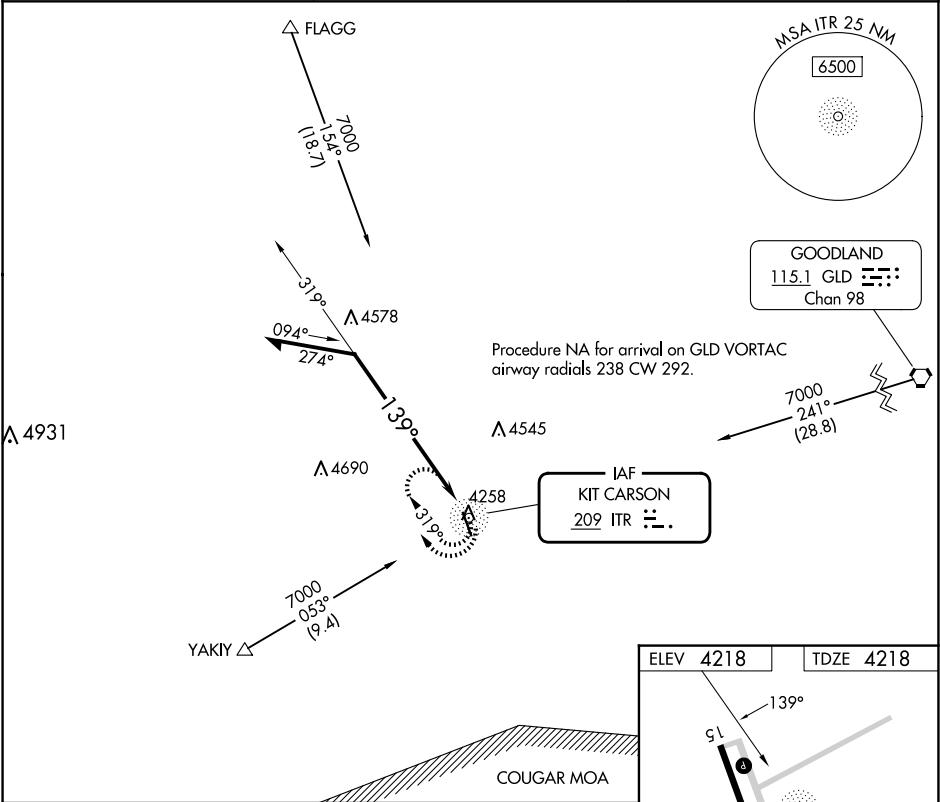 FLAGG
7000
154°
(18.7)
MSA ITR 25 NM
6500
GOODLAND
115.1 GLD
Chan 98
319°
4578
094°
274°
Procedure NA for arrival on GLD VORTAC
airway radials 238 CW 292.
7000
241°
(28.8)
139°
4931
4545
4690
IAF
KIT CARSON
209 ITR
4258
319°
7000
053°
(9.4)
YAKIY
ELEV 4218
TDZE 4218
139°
15
P
COUGAR MOA